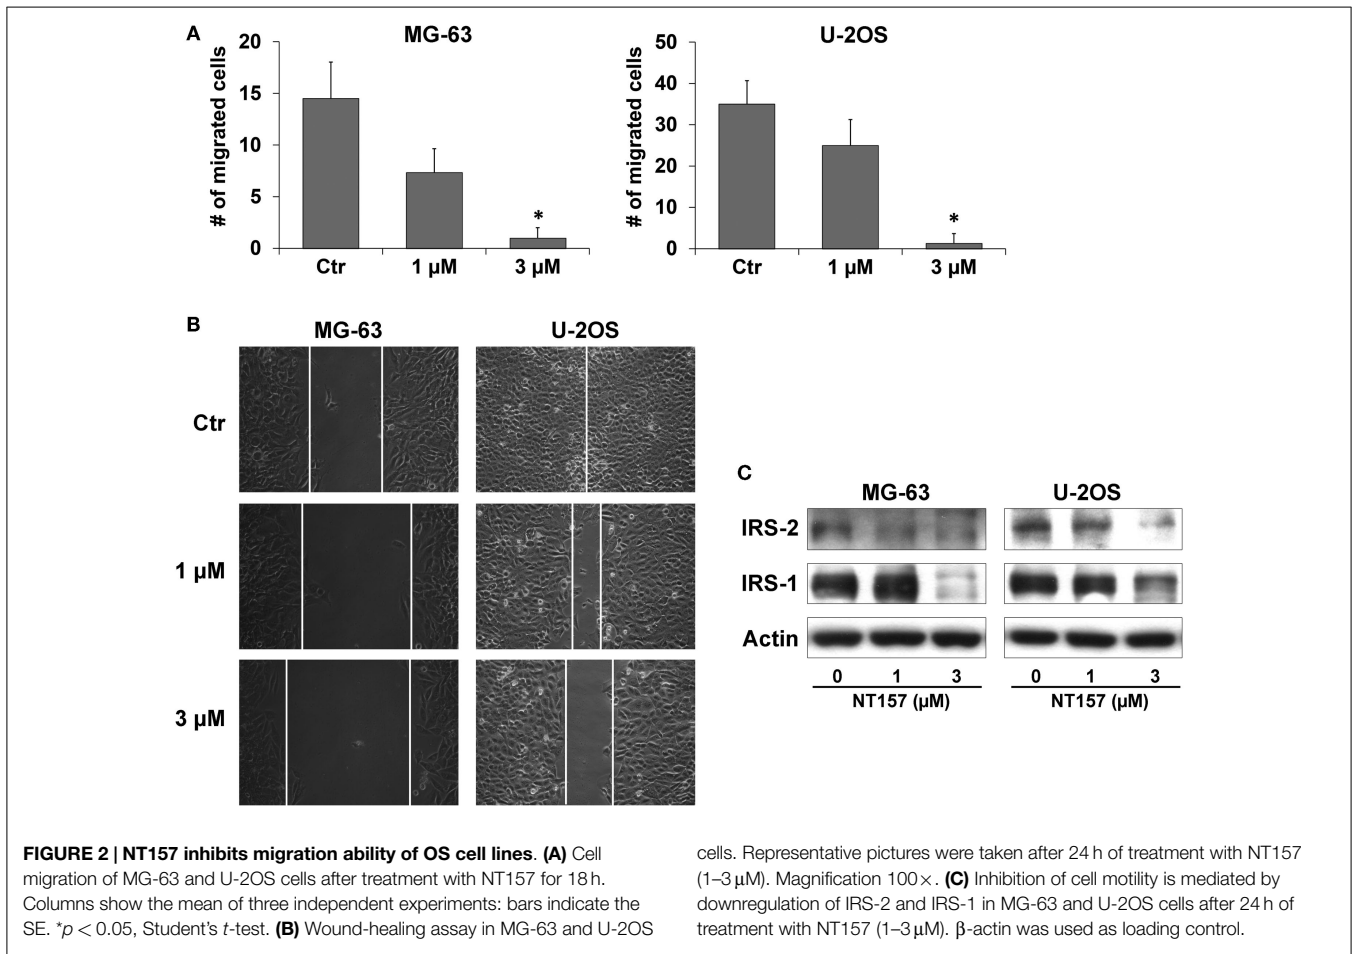 A
MG-63
# of migrated cells
20
15
10
5
0
Ctr
1 µM
3 µM
*
U-2OS
# of migrated cells
50
40
30
20
10
0
Ctr
1 µM
3 µM
*
B
MG-63
U-2OS
Ctr
1 µM
3 µM
C
MG-63
U-2OS
IRS-2
IRS-1
Actin
0 1 3
NT157 (µM)
0 1 3
NT157 (µM)
FIGURE 2 | NT157 inhibits migration ability of OS cell lines. (A) Cell
migration of MG-63 and U-2OS cells after treatment with NT157 for 18 h.
Columns show the mean of three independent experiments: bars indicate the
SE. *p < 0.05, Student's t-test. (B) Wound-healing assay in MG-63 and U-2OS
cells. Representative pictures were taken after 24 h of treatment with NT157
(1–3 µM). Magnification 100×. (C) Inhibition of cell motility is mediated by
downregulation of IRS-2 and IRS-1 in MG-63 and U-2OS cells after 24 h of
treatment with NT157 (1–3 µM). β-actin was used as loading control.